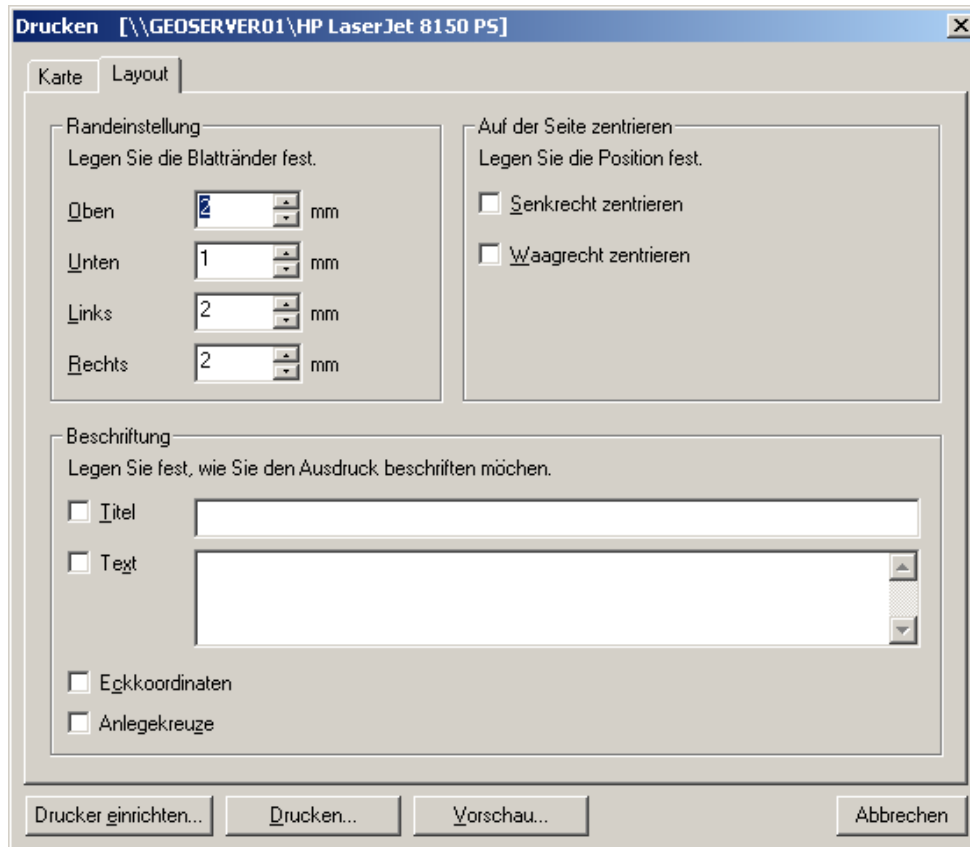 Drucken [\\GEOSERVER01\HP LaserJet 8150 PS]
Karte
Layout
Randeinstellung
Legen Sie die Blattränder fest.
Oben 2 mm
Unten 1 mm
Links 2 mm
Rechts 2 mm
Auf der Seite zentrieren
Legen Sie die Position fest.
Senkrecht zentrieren
Waagrecht zentrieren
Beschriftung
Legen Sie fest, wie Sie den Ausdruck beschriften möchen.
Titel
Text
Eckkoordinaten
Anlegekreuze
Drucker einrichten...
Drucken...
Vorschau...
Abbrechen